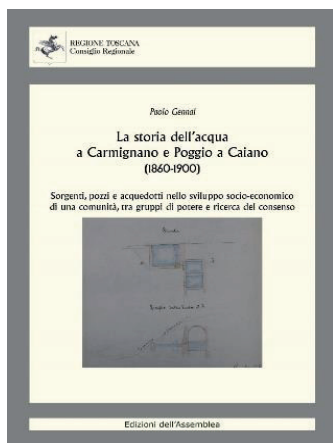 REGIONE TOSCANA
Consiglio Regionale
Paolo Gennai
La storia dell'acqua
a Carmignano e Poggio a Caiano
(1860-1900)
Sorgenti, pozzi e acquedotti nello sviluppo socio-economico
di una comunità, tra gruppi di potere e ricerca del consenso
Pianta
Edizioni dell'Assemblea